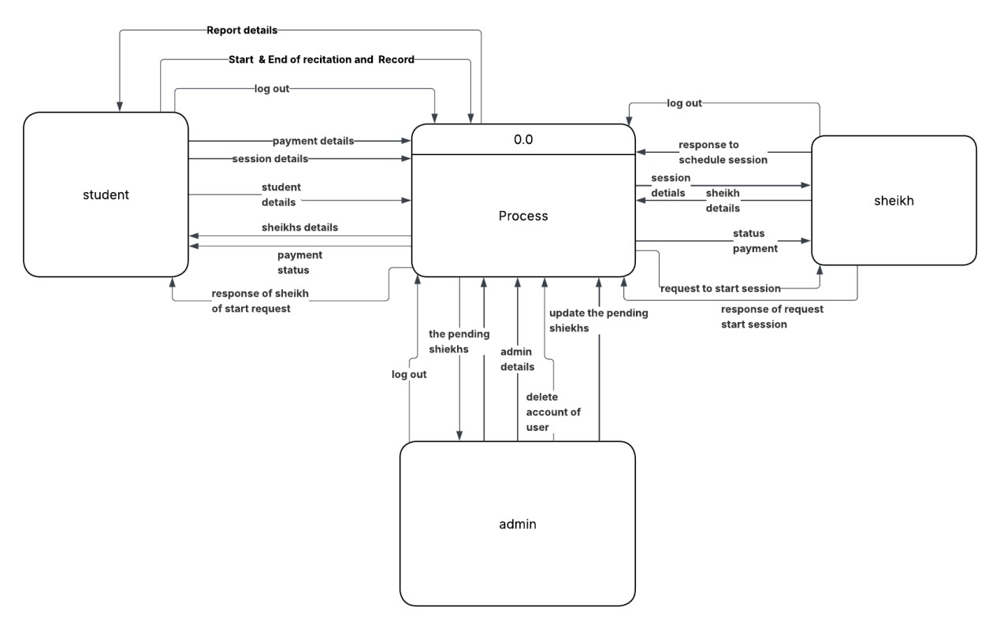 Report details
Start & End of recitation and Record
log out
log out
0.0
payment details
response to
schedule session
session details
session
detials
student
details
sheikh
details
student
Process
sheikh
sheikhs details
status
payment
payment
status
request to start session
response of sheikh
of start request
response of request
start session
update the pending
shiekhs
the pending
shiekhs
admin
details
log out
delete
account of
user
admin